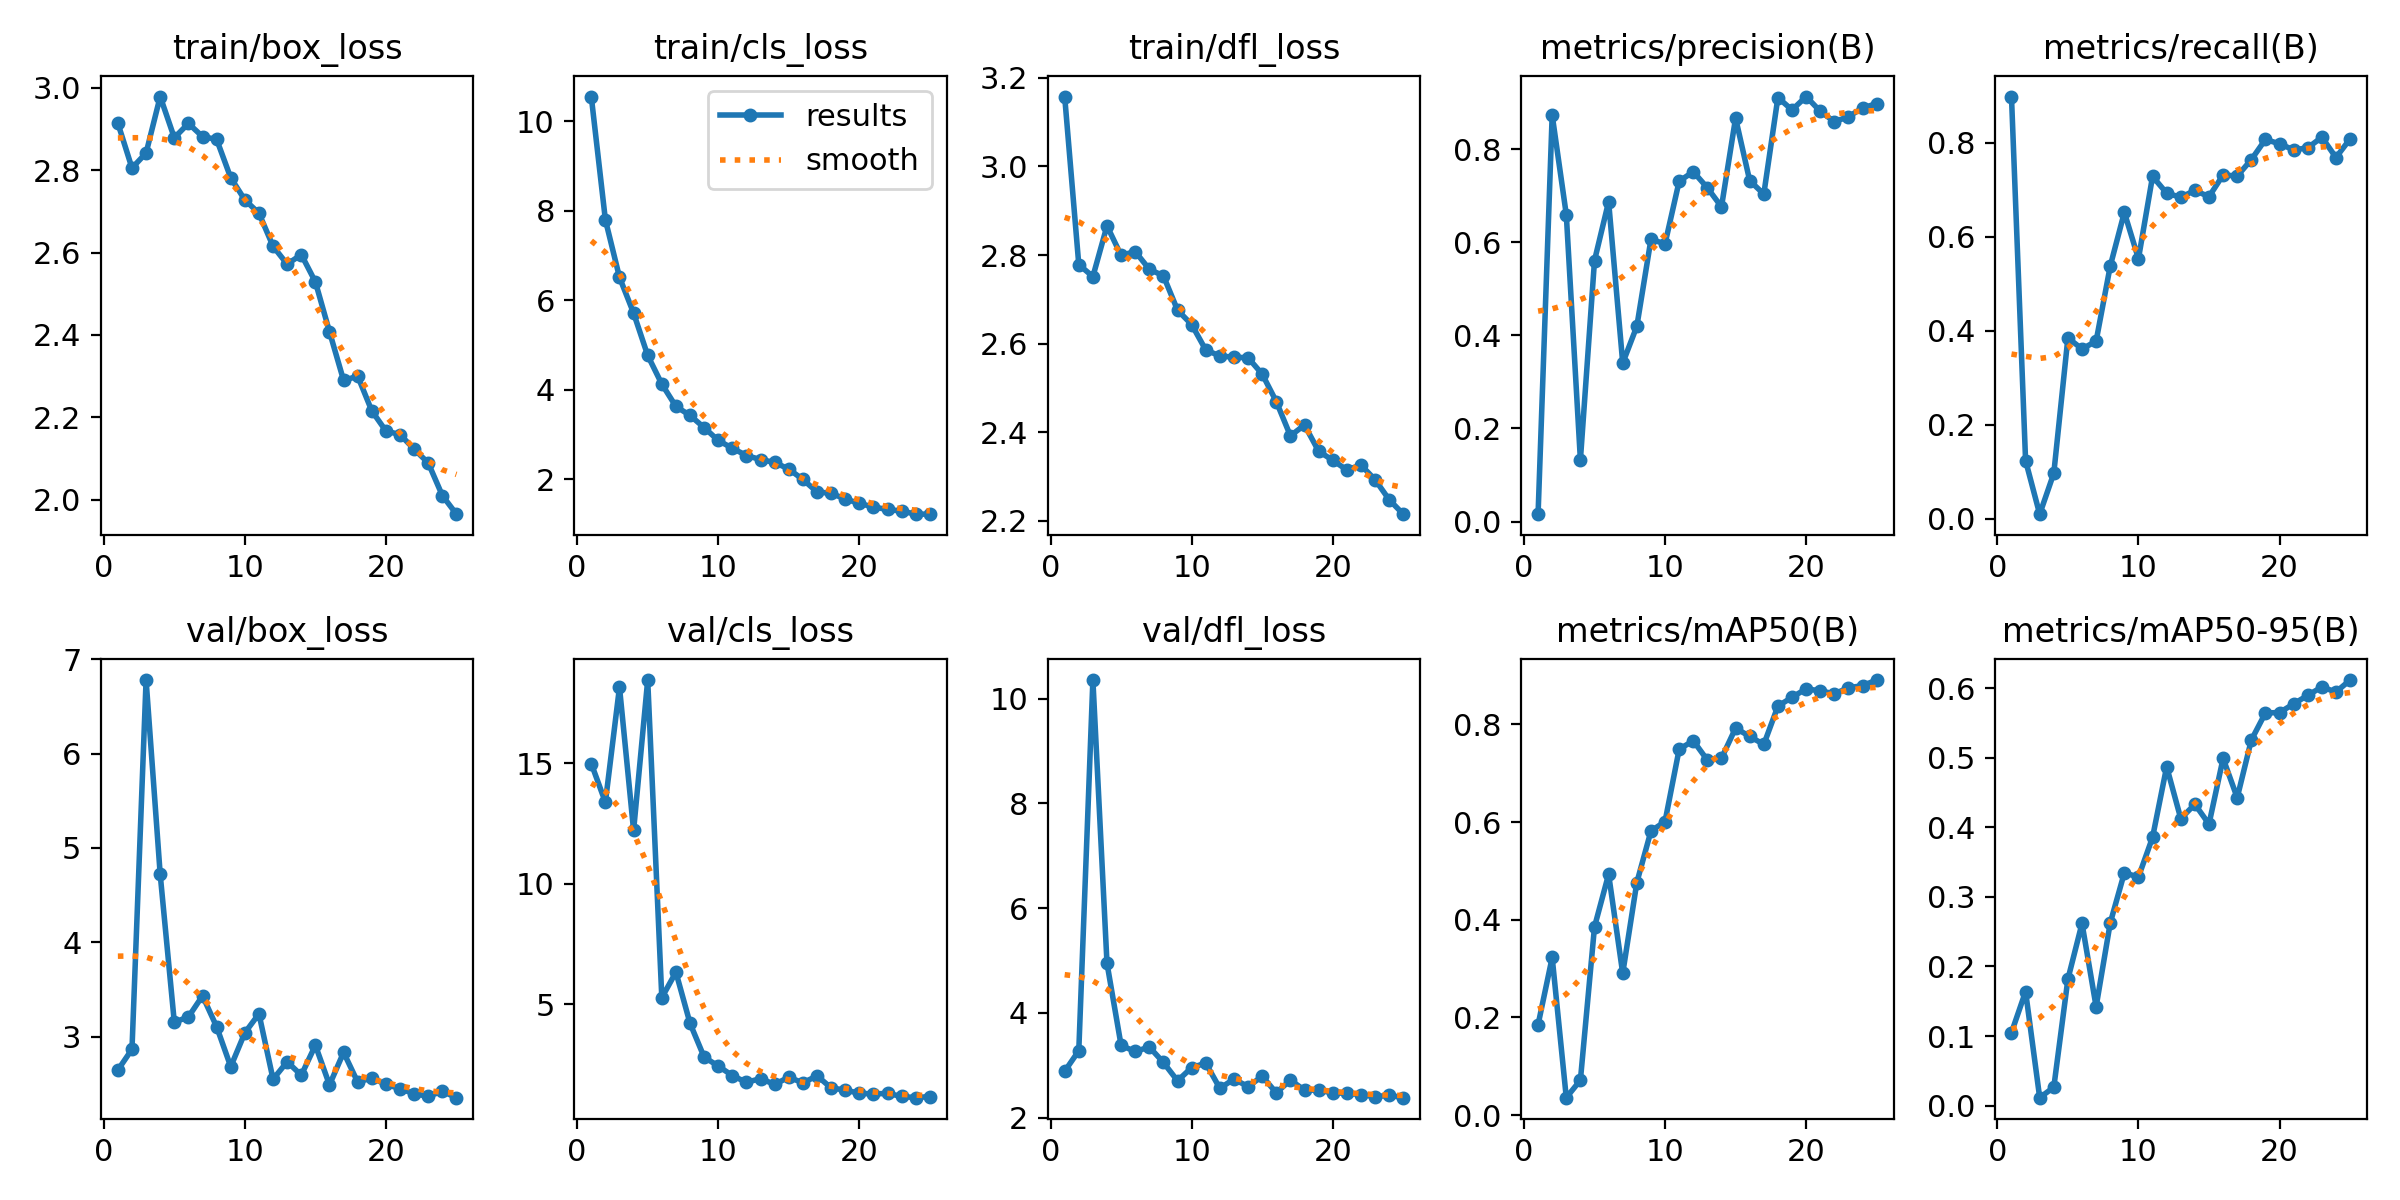 train/box_loss
3.0
2.8
2.6
2.4
2.2
2.0
0 10 20
train/cls_loss
results
smooth
10
8
6
4
2
0 10 20
train/dfl_loss
3.2
3.0
2.8
2.6
2.4
2.2
0 10 20
metrics/precision(B)
0.8
0.6
0.4
0.2
0.0
0 10 20
metrics/recall(B)
0.8
0.6
0.4
0.2
0.0
0 10 20
val/box_loss
7
6
5
4
3
0 10 20
val/cls_loss
15
10
5
0 10 20
val/dfl_loss
10
8
6
4
2
0 10 20
metrics/mAP50(B)
0.8
0.6
0.4
0.2
0.0
0 10 20
metrics/mAP50-95(B)
0.6
0.5
0.4
0.3
0.2
0.1
0.0
0 10 20